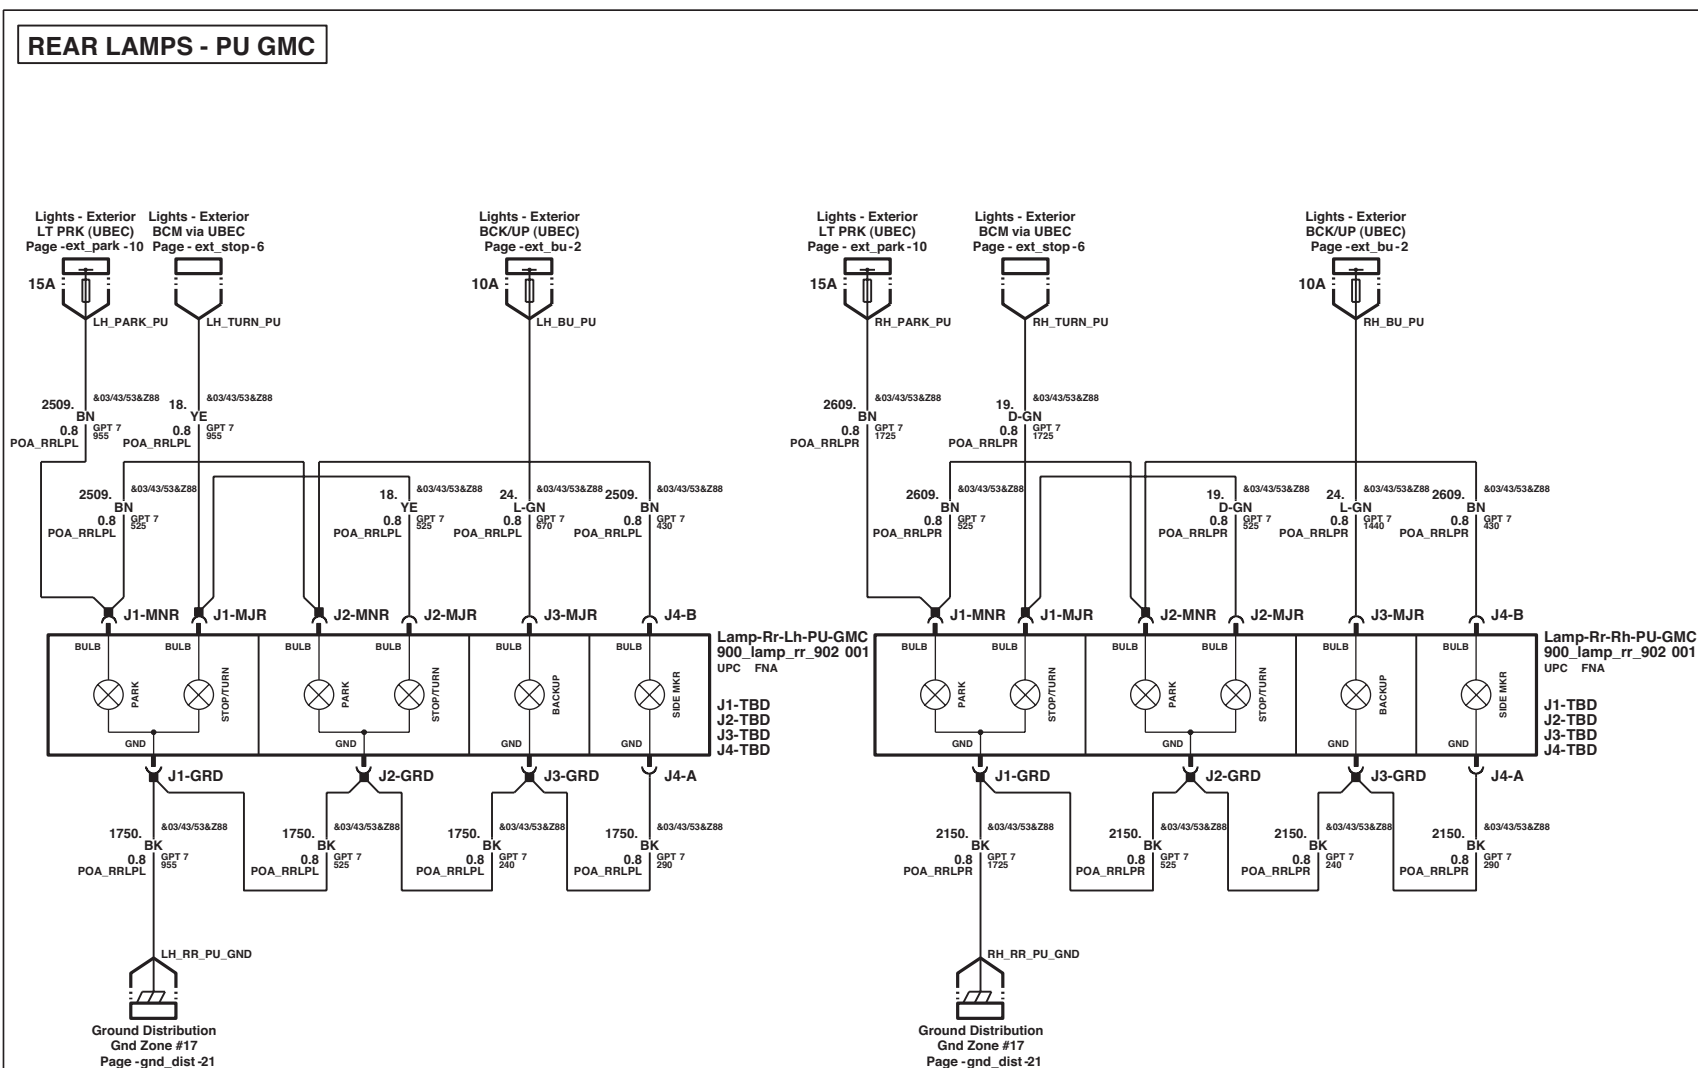 REAR LAMPS - PU GMC
Lights - Exterior
LT PRK (UBEC)
Page -ext_park -10
Lights - Exterior
BCM via UBEC
Page - ext_stop-6
Lights - Exterior
BCK/UP (UBEC)
Page -ext_bu-2
Lights - Exterior
LT PRK (UBEC)
Page - ext_park-10
Lights - Exterior
BCM via UBEC
Page - ext_stop-6
Lights - Exterior
BCK/UP (UBEC)
Page -ext_bu-2
15A
10A
15A
10A
LH_PARK_PU
LH_TURN_PU
LH_BU_PU
RH_PARK_PU
RH_TURN_PU
RH_BU_PU
2509.
BN
0.8
POA_RRLPL
&03/43/53&Z88
GPT 7
955
18.
YE
0.8
POA_RRLPL
&03/43/53&Z88
GPT 7
955
2609.
BN
0.8
POA_RRLPR
&03/43/53&Z88
GPT 7
1725
19.
D-GN
0.8
POA_RRLPR
&03/43/53&Z88
GPT 7
1725
2509.
BN
0.8
POA_RRLPL
&03/43/53&Z88
GPT 7
525
18.
YE
0.8
POA_RRLPL
&03/43/53&Z88
GPT 7
525
24.
L-GN
0.8
POA_RRLPL
&03/43/53&Z88
GPT 7
670
2509.
BN
0.8
POA_RRLPL
&03/43/53&Z88
GPT 7
430
2609.
BN
0.8
POA_RRLPR
&03/43/53&Z88
GPT 7
525
19.
D-GN
0.8
POA_RRLPR
&03/43/53&Z88
GPT 7
525
24.
L-GN
0.8
POA_RRLPR
&03/43/53&Z88
GPT 7
1440
2609.
BN
0.8
POA_RRLPR
&03/43/53&Z88
GPT 7
430
J1-MNR
J1-MJR
J2-MNR
J2-MJR
J3-MJR
J4-B
J1-MNR
J1-MJR
J2-MNR
J2-MJR
J3-MJR
J4-B
BULB
BULB
BULB
BULB
BULB
BULB
PARK
STOP/TURN
PARK
STOP/TURN
BACKUP
SIDE MKR
GND
GND
GND
GND
Lamp-Rr-Lh-PU-GMC
900_lamp_rr_902 001
UPC FNA
J1-TBD
J2-TBD
J3-TBD
J4-TBD
BULB
BULB
BULB
BULB
BULB
BULB
PARK
STOP/TURN
PARK
STOP/TURN
BACKUP
SIDE MKR
GND
GND
GND
GND
Lamp-Rr-Rh-PU-GMC
900_lamp_rr_902 001
UPC FNA
J1-TBD
J2-TBD
J3-TBD
J4-TBD
J1-GRD
J2-GRD
J3-GRD
J4-A
J1-GRD
J2-GRD
J3-GRD
J4-A
1750.
BK
0.8
POA_RRLPL
&03/43/53&Z88
GPT 7
955
1750.
BK
0.8
POA_RRLPL
&03/43/53&Z88
GPT 7
525
1750.
BK
0.8
POA_RRLPL
&03/43/53&Z88
GPT 7
240
1750.
BK
0.8
POA_RRLPL
&03/43/53&Z88
GPT 7
290
2150.
BK
0.8
POA_RRLPR
&03/43/53&Z88
GPT 7
1725
2150.
BK
0.8
POA_RRLPR
&03/43/53&Z88
GPT 7
525
2150.
BK
0.8
POA_RRLPR
&03/43/53&Z88
GPT 7
240
2150.
BK
0.8
POA_RRLPR
&03/43/53&Z88
GPT 7
290
LH_RR_PU_GND
RH_RR_PU_GND
Ground Distribution
Gnd Zone #17
Page -gnd_dist-21
Ground Distribution
Gnd Zone #17
Page -gnd_dist-21